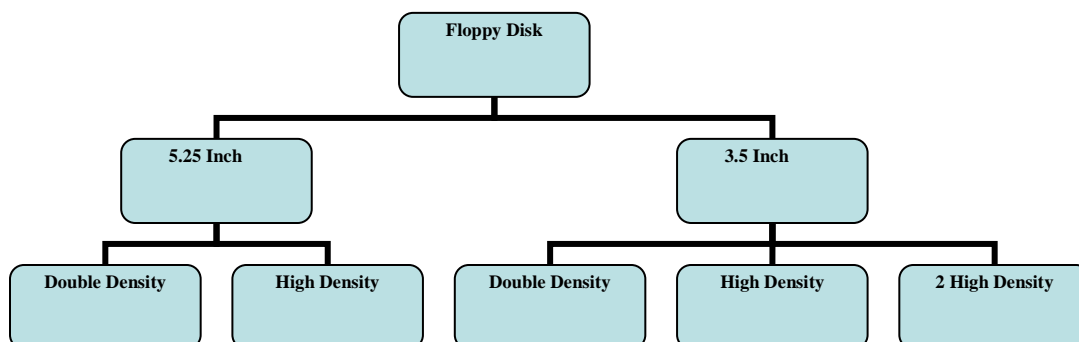 Floppy Disk
5.25 Inch
3.5 Inch
Double Density
High Density
Double Density
High Density
2 High Density